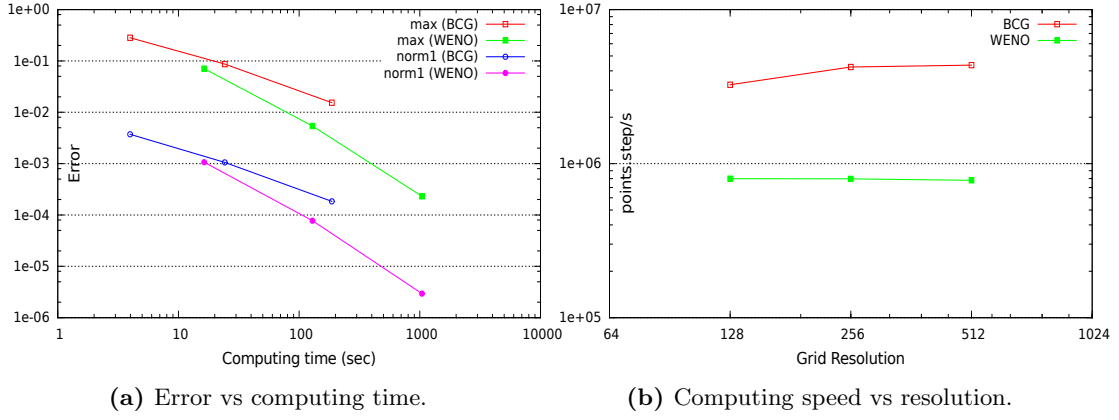 1e+00
1e-01
1e-02
1e-03
1e-04
1e-05
1e-06
Error
1 10 100 1000 10000
Computing time (sec)
max (BCG)
max (WENO)
norm1 (BCG)
norm1 (WENO)
(a) Error vs computing time.
1e+07
1e+06
1e+05
points.step/s
64 128 256 512 1024
Grid Resolution
BCG
WENO
(b) Computing speed vs resolution.